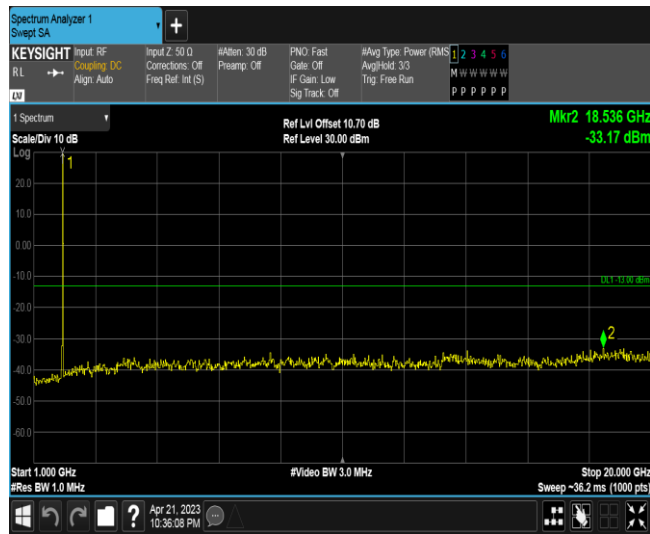 Spectrum Analyzer 1
Swept SA
+
KEYSIGHT
RL
LXI
Input: RF
Coupling: DC
Align: Auto
Input Z: 50 Ω
Corrections: Off
Freq Ref: Int (S)
#Atten: 30 dB
Preamp: Off
PNO: Fast
Gate: Off
IF Gain: Low
Sig Track: Off
#Avg Type: Power (RMS
Avg|Hold: 3/3
Trig: Free Run
1 2 3 4 5 6
M W W W W W
P P P P P P
1 Spectrum
Scale/Div 10 dB
Log
Ref Lvl Offset 10.70 dB
Ref Level 30.00 dBm
Mkr2 18.536 GHz
-33.17 dBm
1
20.0
10.0
0.00
-10.0
DL1 -13.00 dBm
-20.0
-30.0
2
-40.0
-50.0
-60.0
Start 1.000 GHz
#Res BW 1.0 MHz
#Video BW 3.0 MHz
Stop 20.000 GHz
Sweep ~36.2 ms (1000 pts)
?
Apr 21, 2023
10:36:08 PM